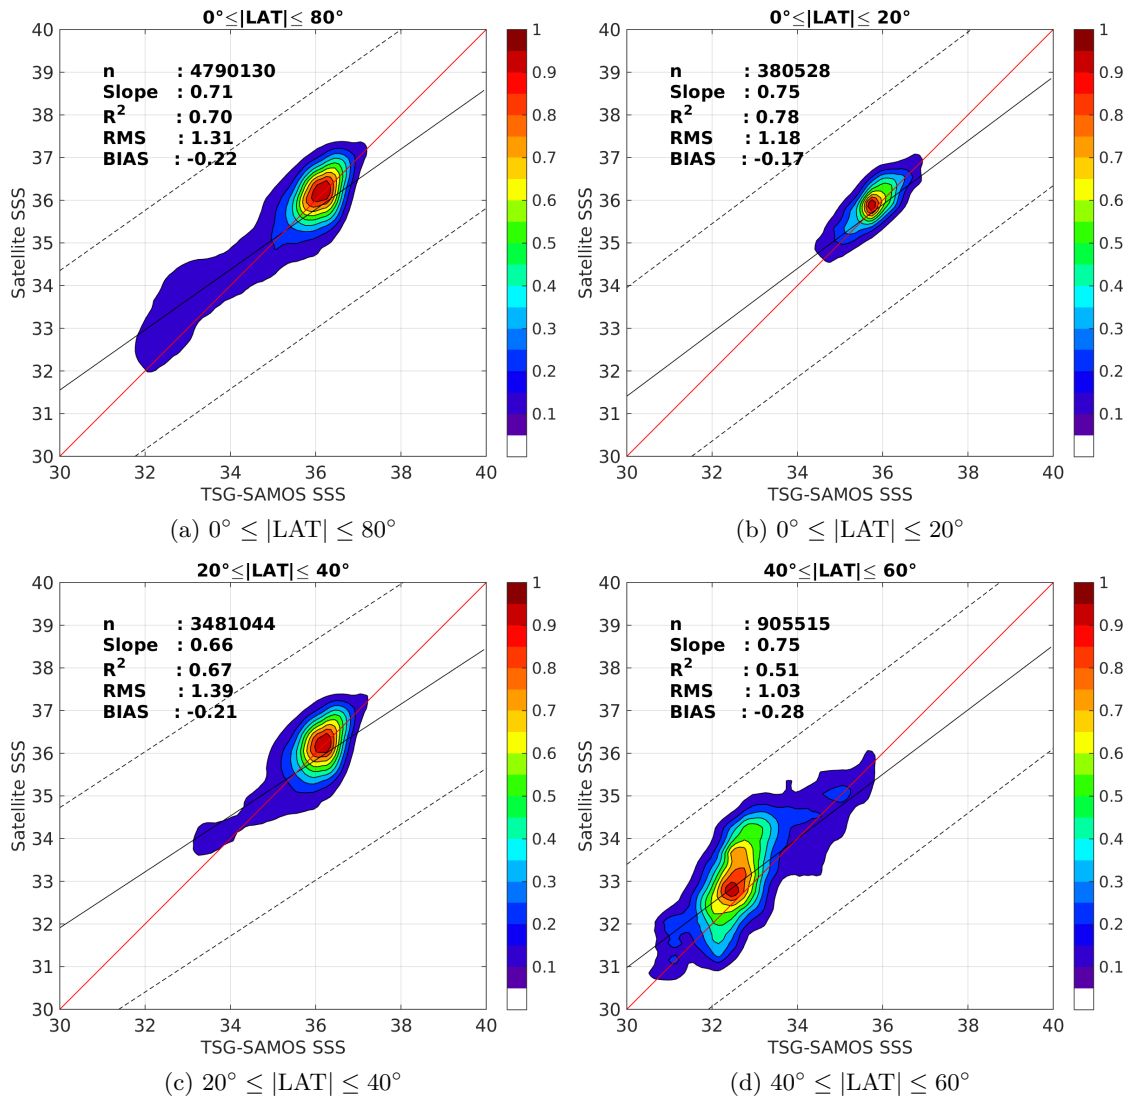 0°≤|LAT|≤ 80°
n : 4790130
Slope : 0.71
R² : 0.70
RMS : 1.31
BIAS : -0.22
40
39
38
37
36
35
34
33
32
31
30
30 32 34 36 38 40
Satellite SSS
TSG-SAMOS SSS
1
0.9
0.8
0.7
0.6
0.5
0.4
0.3
0.2
0.1
(a) 0° ≤ |LAT| ≤ 80°
0°≤|LAT|≤ 20°
n : 380528
Slope : 0.75
R² : 0.78
RMS : 1.18
BIAS : -0.17
40
39
38
37
36
35
34
33
32
31
30
30 32 34 36 38 40
Satellite SSS
TSG-SAMOS SSS
1
0.9
0.8
0.7
0.6
0.5
0.4
0.3
0.2
0.1
(b) 0° ≤ |LAT| ≤ 20°
20°≤|LAT|≤ 40°
n : 3481044
Slope : 0.66
R² : 0.67
RMS : 1.39
BIAS : -0.21
40
39
38
37
36
35
34
33
32
31
30
30 32 34 36 38 40
Satellite SSS
TSG-SAMOS SSS
1
0.9
0.8
0.7
0.6
0.5
0.4
0.3
0.2
0.1
(c) 20° ≤ |LAT| ≤ 40°
40°≤|LAT|≤ 60°
n : 905515
Slope : 0.75
R² : 0.51
RMS : 1.03
BIAS : -0.28
40
39
38
37
36
35
34
33
32
31
30
30 32 34 36 38 40
Satellite SSS
TSG-SAMOS SSS
1
0.9
0.8
0.7
0.6
0.5
0.4
0.3
0.2
0.1
(d) 40° ≤ |LAT| ≤ 60°